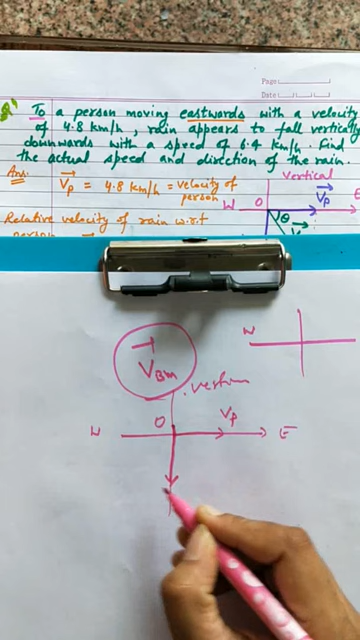 Page:
Date:
Q. To a person moving eastwards with a velocity
of 4.8 km/h, rain appears to fall vertically
downwards with a speed of 6.4 km/h. Find
the actual speed and direction of the rain.
Ans. Vp = 4.8 km/h = velocity of
person
Vertical
W O Vp E
θ
Relative velocity of rain w.r.t
person
W
O Vp
W E